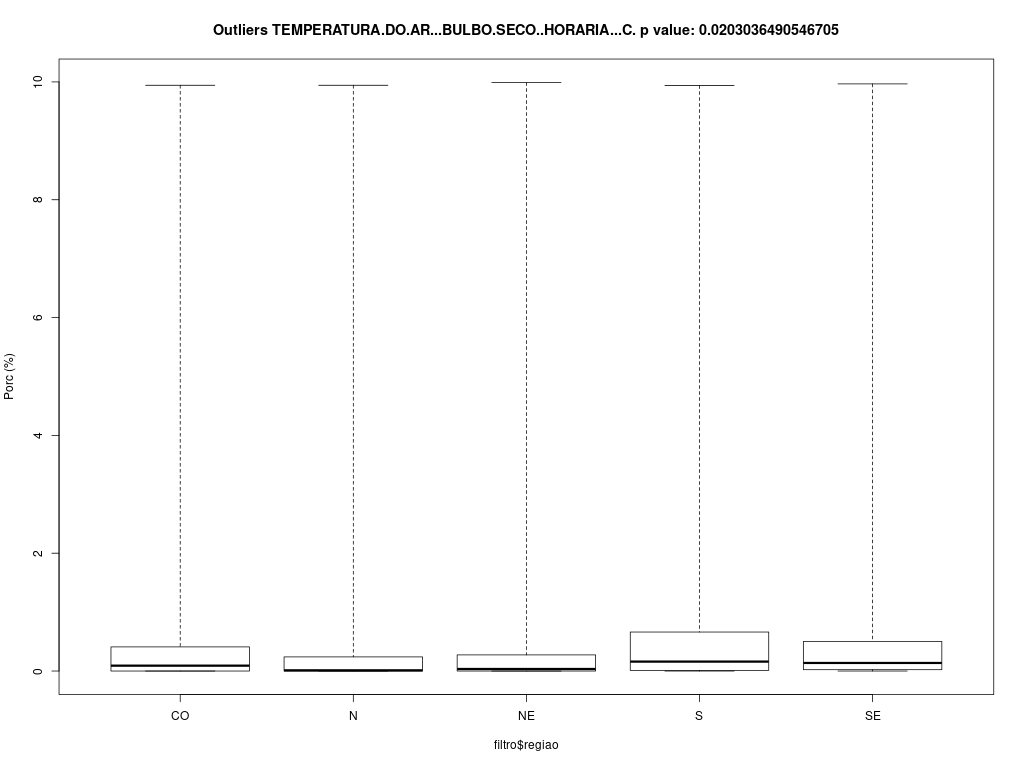 Outliers TEMPERATURA.DO.AR...BULBO.SECO..HORARIA...C. p value: 0.0203036490546705
Porc (%)
10
8
6
4
2
0
CO N NE S SE
filtro$regiao